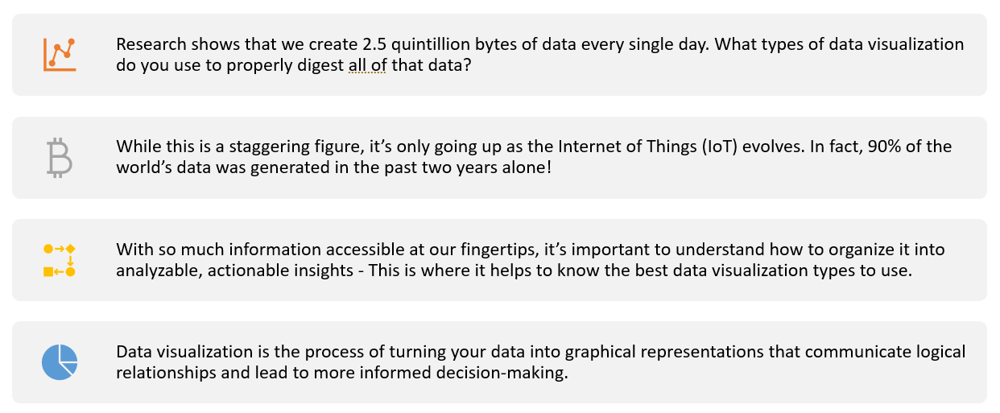 Research shows that we create 2.5 quintillion bytes of data every single day. What types of data visualization
do you use to properly digest all of that data?
While this is a staggering figure, it’s only going up as the Internet of Things (IoT) evolves. In fact, 90% of the
world’s data was generated in the past two years alone!
With so much information accessible at our fingertips, it’s important to understand how to organize it into
analyzable, actionable insights - This is where it helps to know the best data visualization types to use.
Data visualization is the process of turning your data into graphical representations that communicate logical
relationships and lead to more informed decision-making.